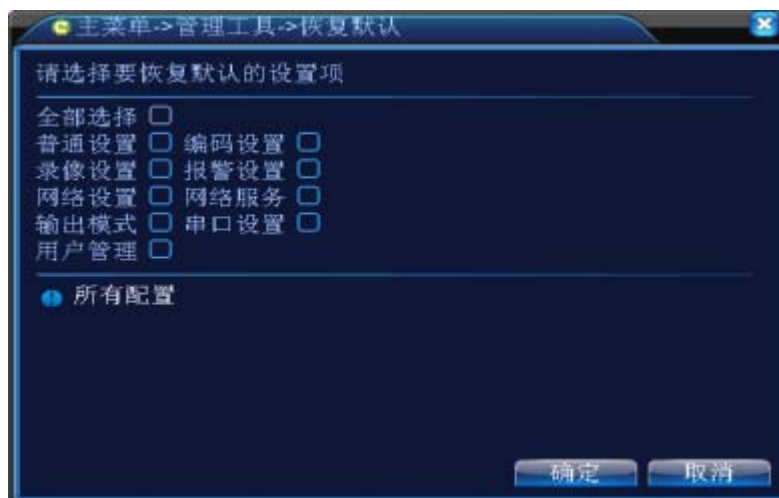 主菜单->管理工具->恢复默认
请选择要恢复默认的设置项
全部选择
普通设置 编码设置
录像设置 报警设置
网络设置 网络服务
输出模式 串口设置
用户管理
所有配置
确定 取消